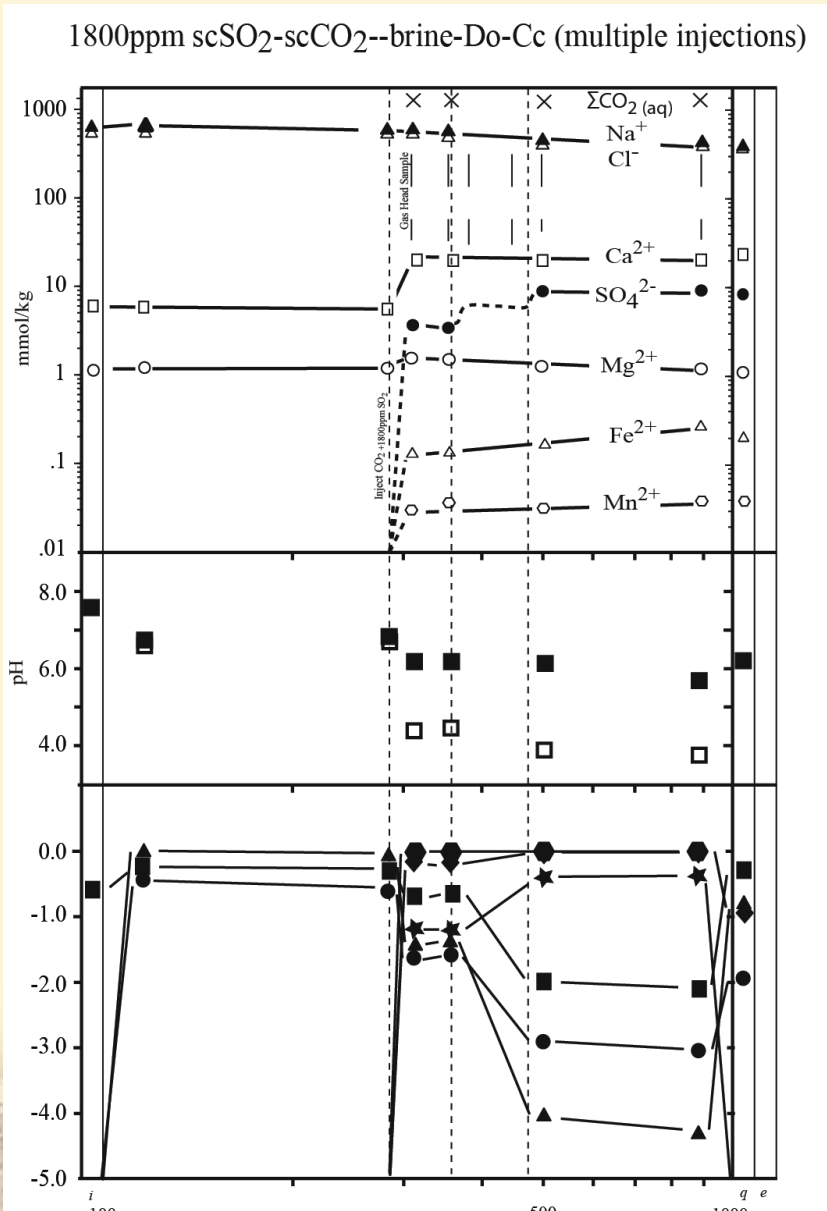 1800ppm scSO2-scCO2--brine-Do-Cc (multiple injections)
1000
100
10
1
.1
.01
mmol/kg
ΣCO2 (aq)
Na+
Cl-
Gas Head Sample
Ca2+
SO42-
Mg2+
Inject CO2 +1800ppm SO2
Fe2+
Mn2+
8.0
6.0
4.0
pH
0.0
-1.0
-2.0
-3.0
-4.0
-5.0
i
q e
100
500
1000